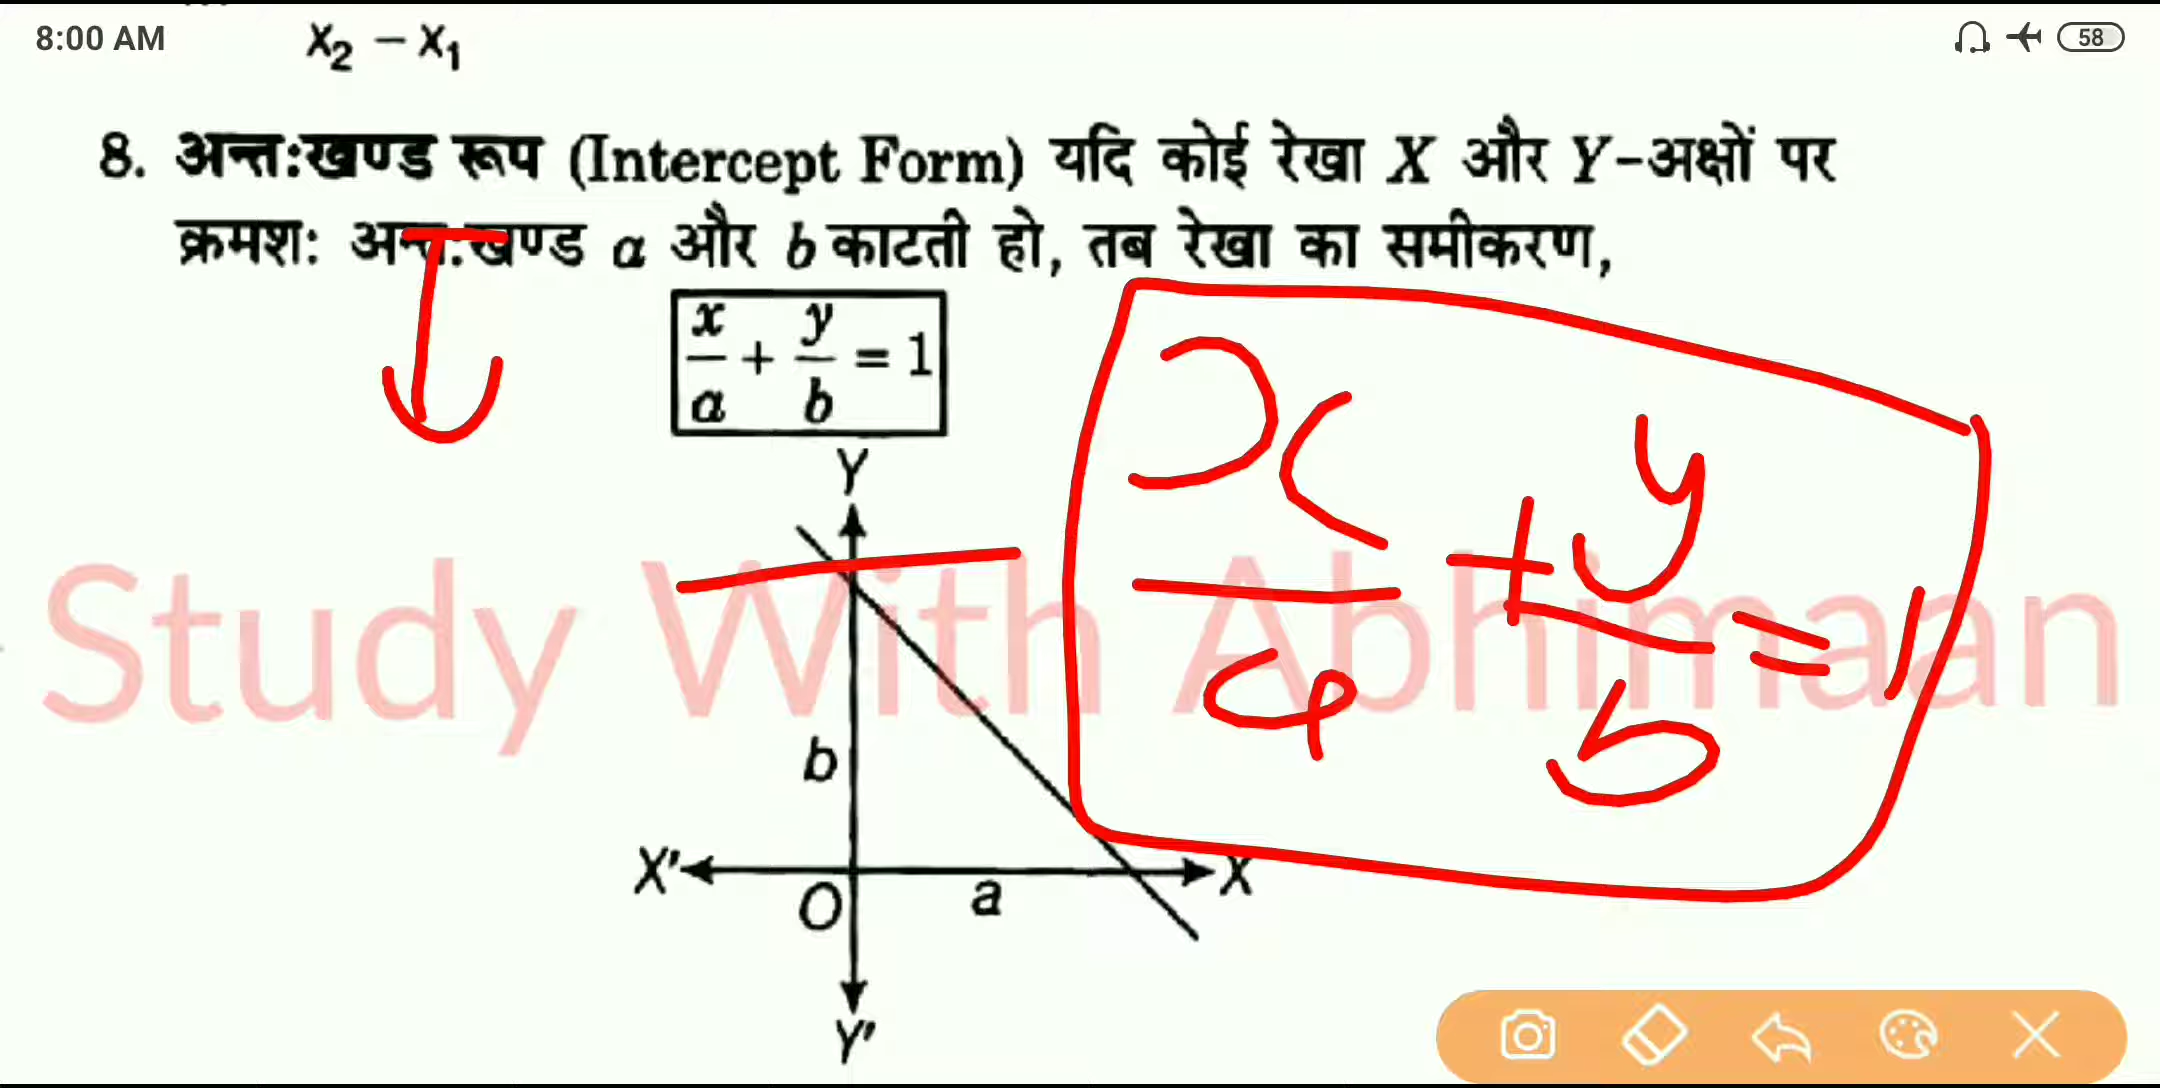 8:00 AM
58
x₂ − x₁
8. अन्त:खण्ड रूप (Intercept Form) यदि कोई रेखा X और Y-अक्षों पर
क्रमश: अन्त:खण्ड a और b काटती हो, तब रेखा का समीकरण,
x/a + y/b = 1
x/a + y/b = 1
Y
Study With Abhimaan
b
X' O a X
Y'